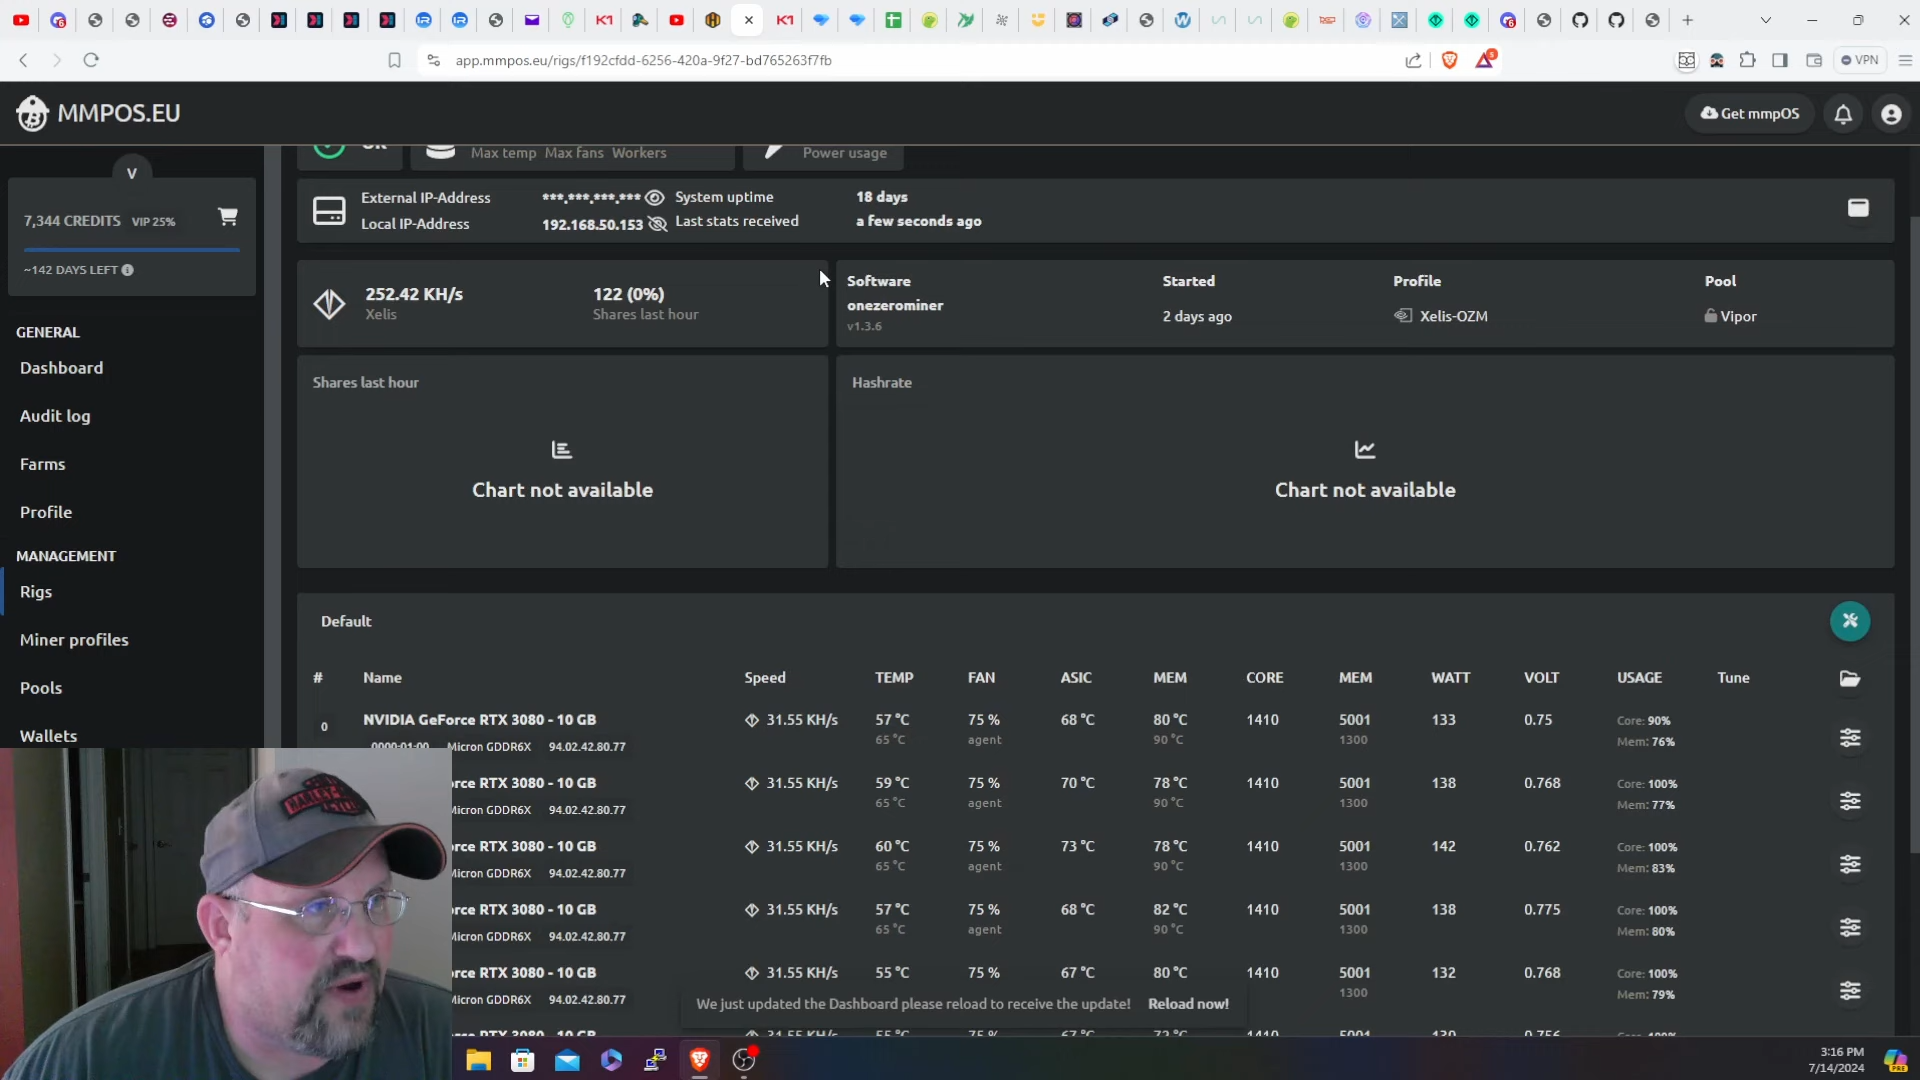 app.mmpos.eu/rigs/f192cfdd-6256-420a-9f27-bd765263f7fb
VPN
MMPOS.EU
Get mmpOS
V
7,344 CREDITS VIP 25%
~142 DAYS LEFT
GENERAL
Dashboard
Audit log
Farms
Profile
MANAGEMENT
Rigs
Miner profiles
Pools
Wallets
Max temp Max fans Workers
Power usage
External IP-Address ***.***.***.*** System uptime 18 days
Local IP-Address 192.168.50.153 Last stats received a few seconds ago
252.42 KH/s 122 (0%)
Xelis Shares last hour
Software Started Profile Pool
onezerominer 2 days ago Xelis-OZM Vipor
v1.3.6
Shares last hour
Chart not available
Hashrate
Chart not available
Default
# Name Speed TEMP FAN ASIC MEM CORE MEM WATT VOLT USAGE Tune
0 NVIDIA GeForce RTX 3080 - 10 GB 31.55 KH/s 57 °C 75 % 68 °C 80 °C 1410 5001 133 0.75 Core: 90%
0000:01:00 Micron GDDR6X 94.02.42.80.77 65 °C agent 90 °C 1300 Mem: 76%
rce RTX 3080 - 10 GB 31.55 KH/s 59 °C 75 % 70 °C 78 °C 1410 5001 138 0.768 Core: 100%
Micron GDDR6X 94.02.42.80.77 65 °C agent 90 °C 1300 Mem: 77%
rce RTX 3080 - 10 GB 31.55 KH/s 60 °C 75 % 73 °C 78 °C 1410 5001 142 0.762 Core: 100%
Micron GDDR6X 94.02.42.80.77 65 °C agent 90 °C 1300 Mem: 83%
rce RTX 3080 - 10 GB 31.55 KH/s 57 °C 75 % 68 °C 82 °C 1410 5001 138 0.775 Core: 100%
Micron GDDR6X 94.02.42.80.77 65 °C agent 90 °C 1300 Mem: 80%
rce RTX 3080 - 10 GB 31.55 KH/s 55 °C 75 % 67 °C 80 °C 1410 5001 132 0.768 Core: 100%
Micron GDDR6X 94.02.42.80.77 1300 Mem: 79%
We just updated the Dashboard please reload to receive the update! Reload now!
HARLEY-
3:16 PM
7/14/2024